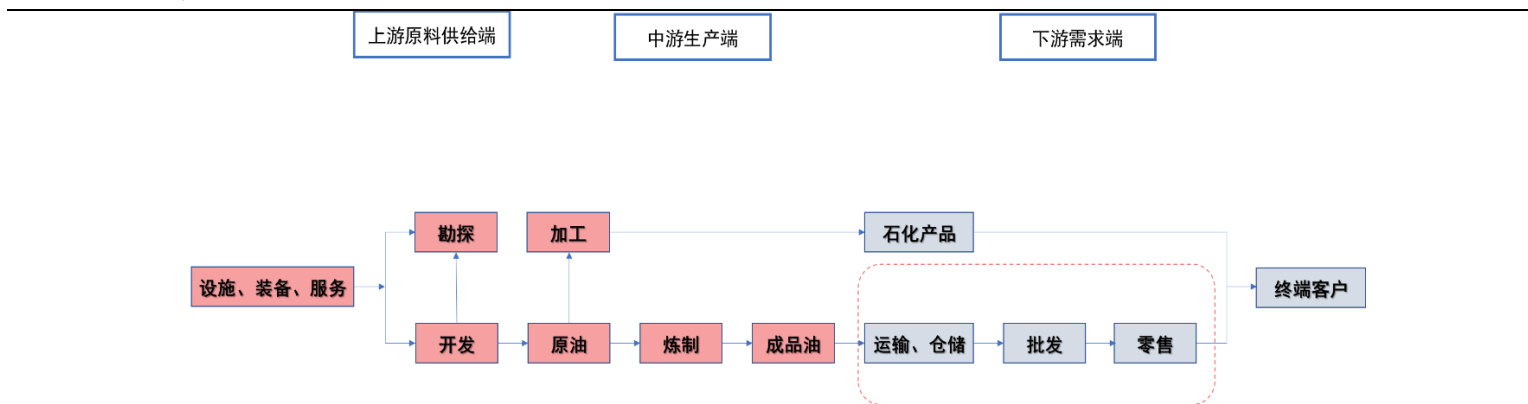 上游原料供给端
中游生产端
下游需求端
勘探
加工
石化产品
设施、装备、服务
终端客户
开发
原油
炼制
成品油
运输、仓储
批发
零售